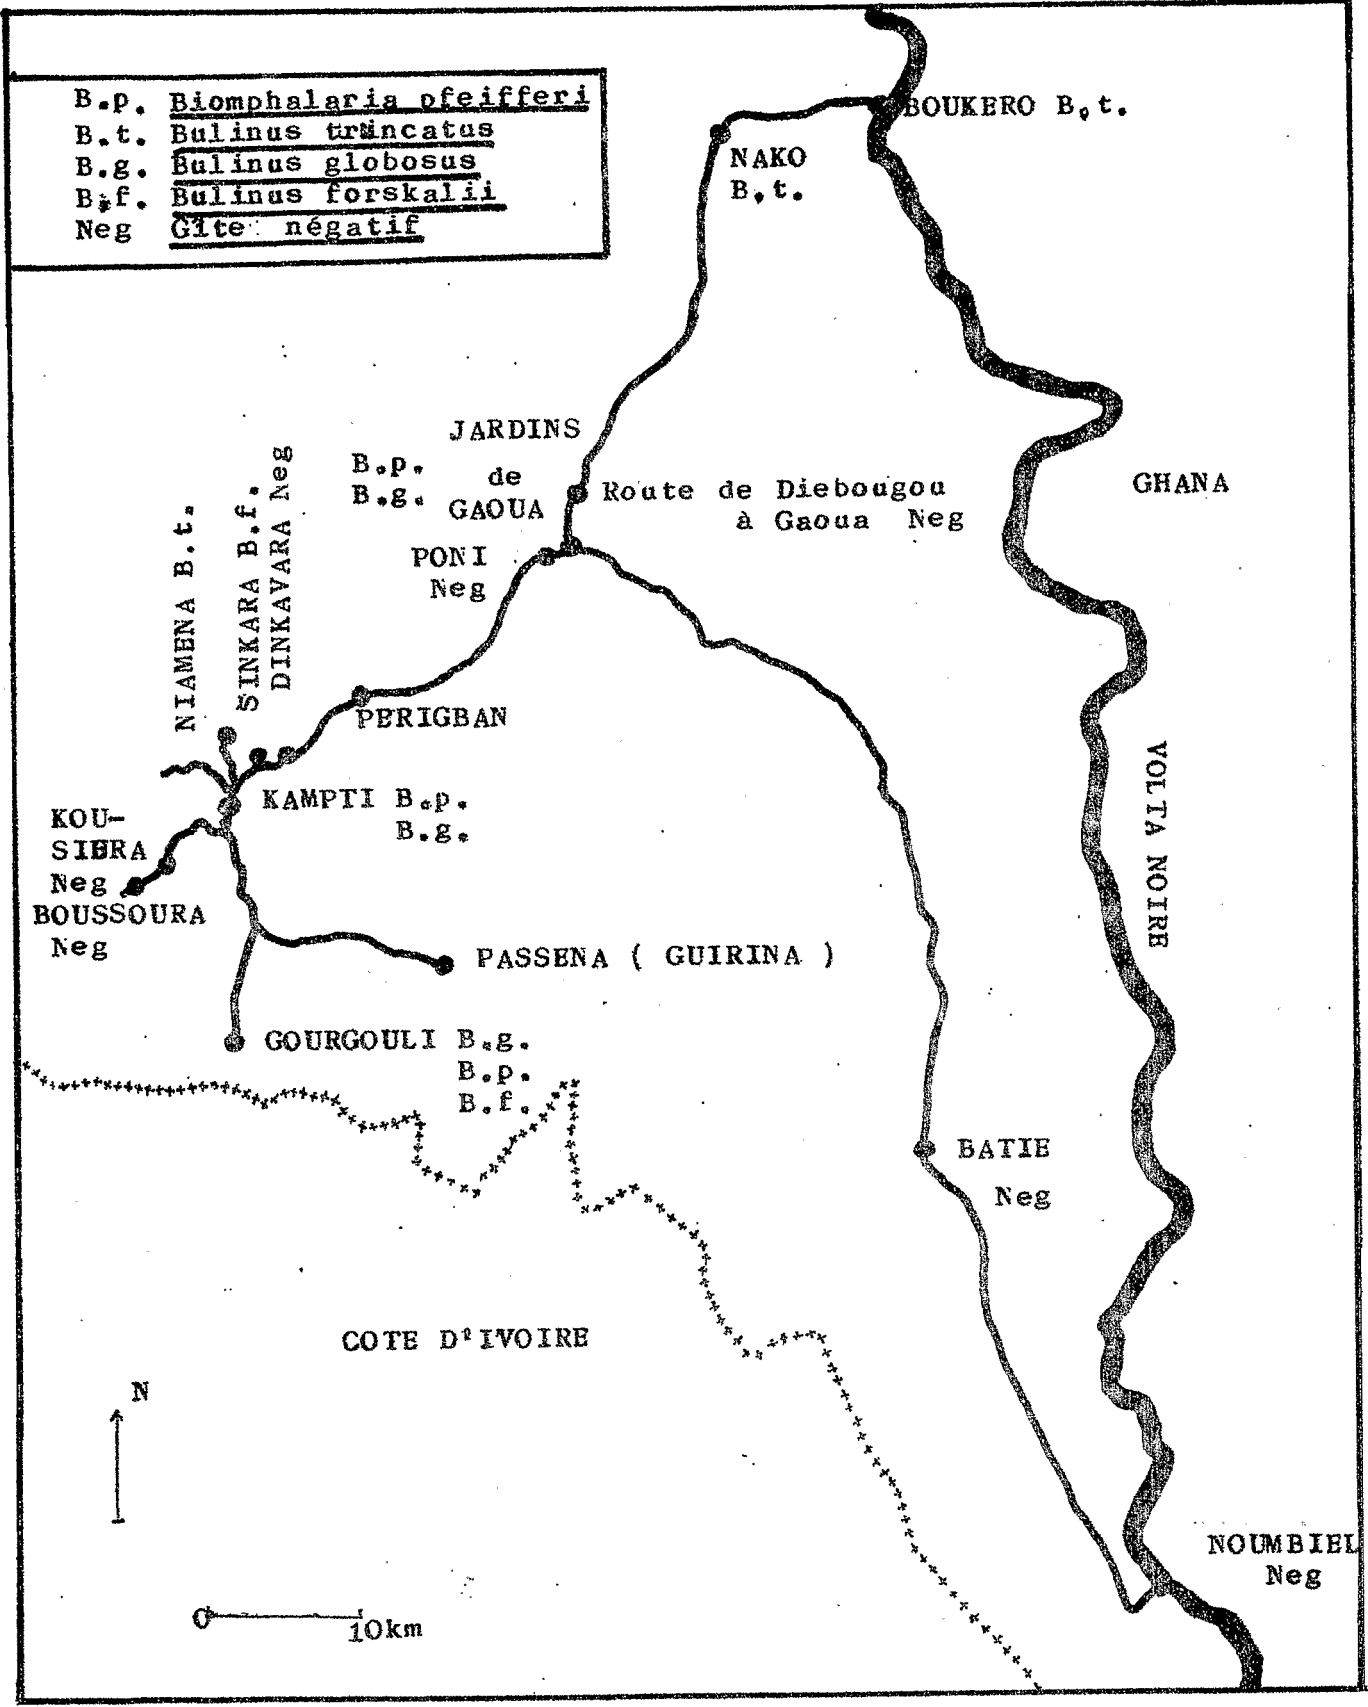 B.p. Biomphalaria pfeifferi
B.t. Bulinus truncatus
B.g. Bulinus globosus
B.f. Bulinus forskalii
Neg Gîte négatif
BOUKERO B.t.
NAKO
B.t.
JARDINS
de
GAOUA
B.p.
B.g.
Route de Diebougou
à Gaoua Neg
GHANA
PONI
Neg
NIAMENA B.t.
SINKARA B.f.
DINKAVARA Neg
PERIGBAN
KAMPTI B.p.
B.g.
KOU-
SIERA
Neg
BOUSSOURA
Neg
VOLTA NOIRE
PASSENA ( GUIRINA )
GOURGOULI B.g.
B.p.
B.f.
BATIE
Neg
COTE D'IVOIRE
N
NOUMBIEL
Neg
0
10km